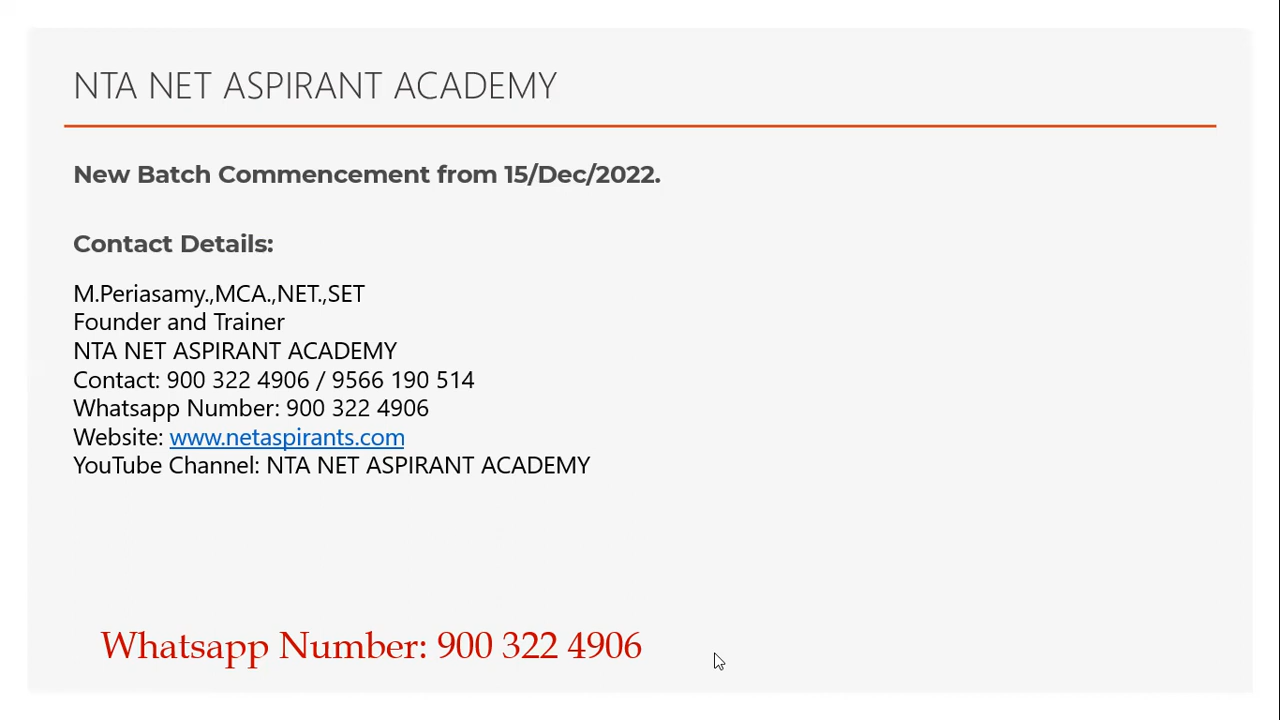 NTA NET ASPIRANT ACADEMY
New Batch Commencement from 15/Dec/2022.
Contact Details:
M.Periasamy.,MCA.,NET.,SET
Founder and Trainer
NTA NET ASPIRANT ACADEMY
Contact: 900 322 4906 / 9566 190 514
Whatsapp Number: 900 322 4906
Website: www.netaspirants.com
YouTube Channel: NTA NET ASPIRANT ACADEMY
Whatsapp Number: 900 322 4906